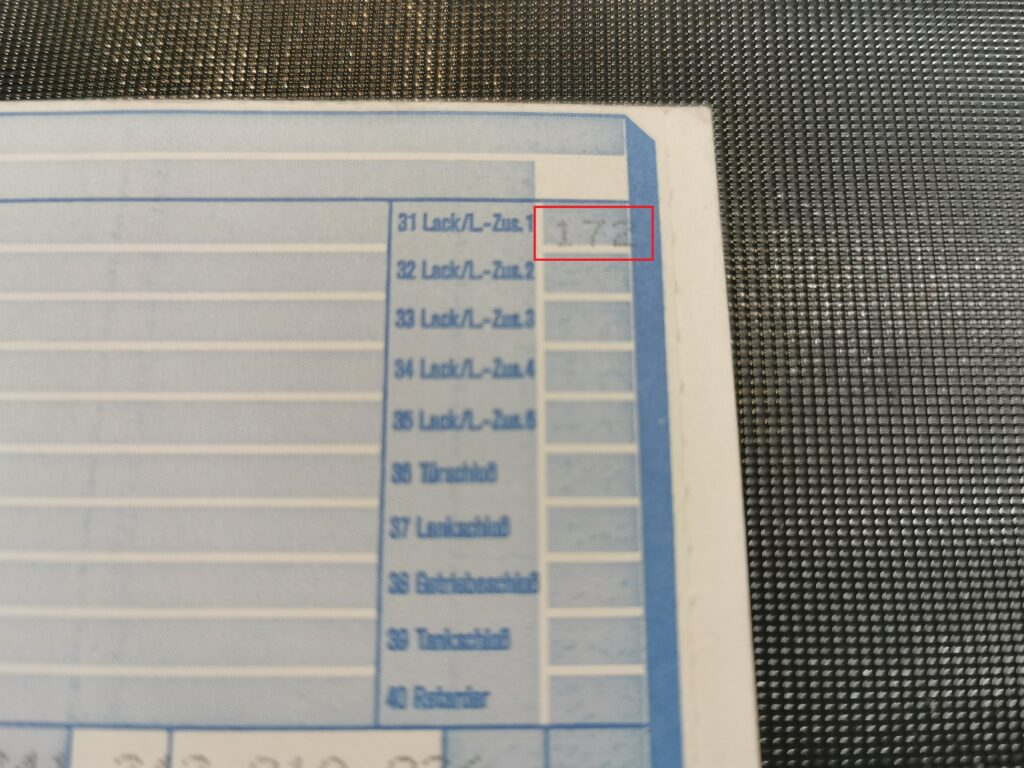 31 Lack/L.-Zus.1 172
32 Lack/L.-Zus.2
33 Lack/L.-Zus.3
34 Lack/L.-Zus.4
35 Lack/L.-Zus.5
36 Türschloß
37 Lenkschloß
38 Betriebsschloß
39 Tankschloß
40 Retarder